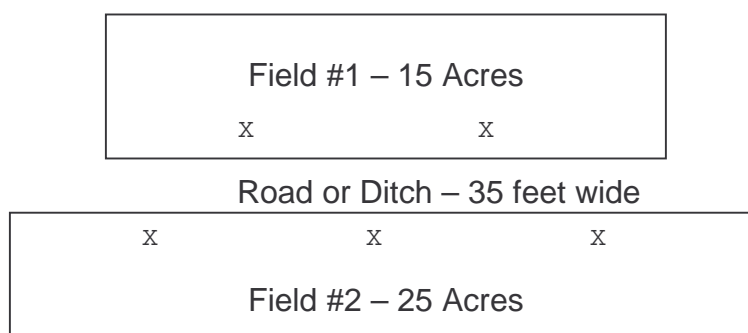 Field #1 – 15 Acres
x x
Road or Ditch – 35 feet wide
x x x
Field #2 – 25 Acres